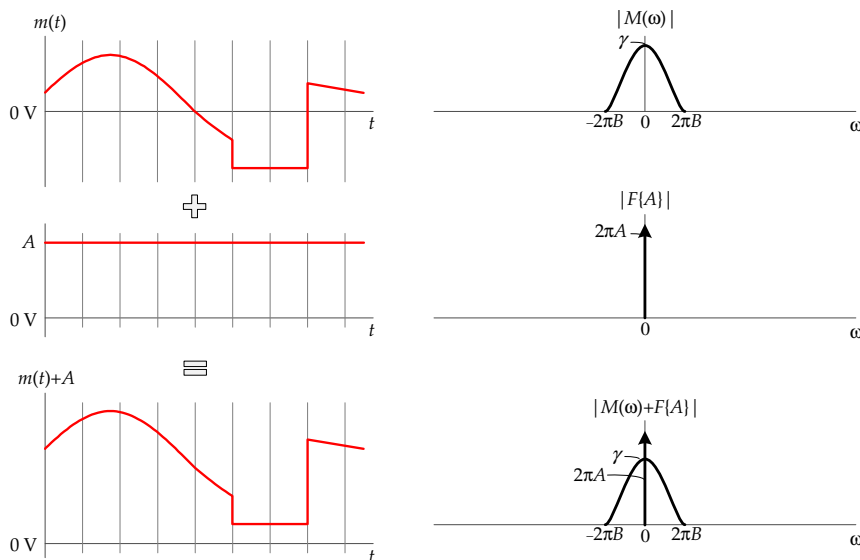 m(t)
0 V
t
|M(ω)|
γ
–2πB 0 2πB
ω
A
0 V
t
|F{A}|
2πA
0
ω
m(t)+A
0 V
t
|M(ω)+F{A}|
γ
2πA
–2πB 0 2πB
ω